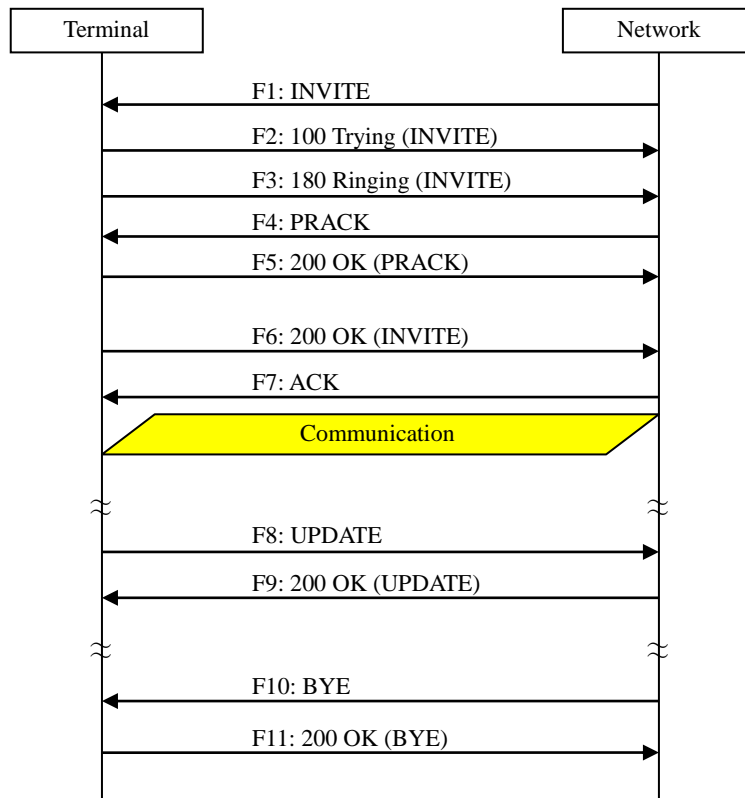 Terminal
Network
F1: INVITE
F2: 100 Trying (INVITE)
F3: 180 Ringing (INVITE)
F4: PRACK
F5: 200 OK (PRACK)
F6: 200 OK (INVITE)
F7: ACK
Communication
F8: UPDATE
F9: 200 OK (UPDATE)
F10: BYE
F11: 200 OK (BYE)